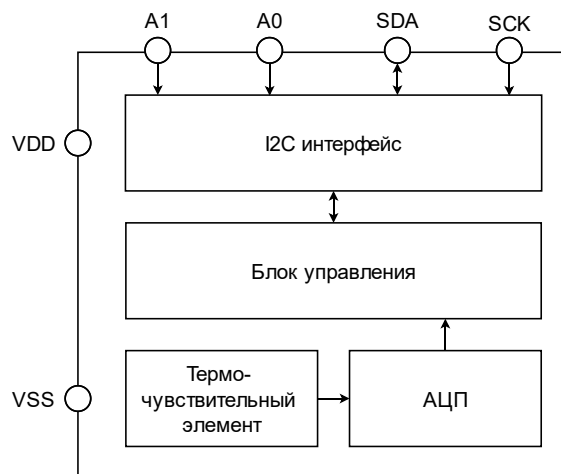 A1
A0
SDA
SCK
VDD
I2C интерфейс
Блок управления
VSS
Термо-
чувствительный
элемент
АЦП